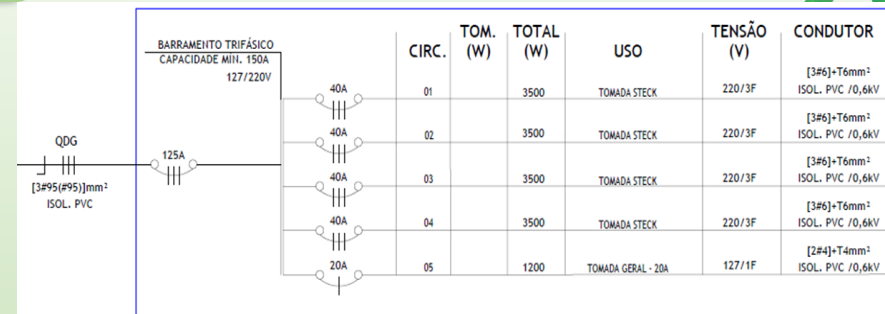 BARRAMENTO TRIFÁSICO
CAPACIDADE MIN. 150A
127/220V
QDG
[3#95(#95)]mm²
ISOL. PVC
125A
CIRC. TOM. (W) TOTAL (W) USO TENSÃO (V) CONDUTOR
40A 01 3500 TOMADA STECK 220/3F [3#6]+T6mm² ISOL. PVC /0,6kV
40A 02 3500 TOMADA STECK 220/3F [3#6]+T6mm² ISOL. PVC /0,6kV
40A 03 3500 TOMADA STECK 220/3F [3#6]+T6mm² ISOL. PVC /0,6kV
40A 04 3500 TOMADA STECK 220/3F [3#6]+T6mm² ISOL. PVC /0,6kV
20A 05 1200 TOMADA GERAL - 20A 127/1F [2#4]+T4mm² ISOL. PVC /0,6kV